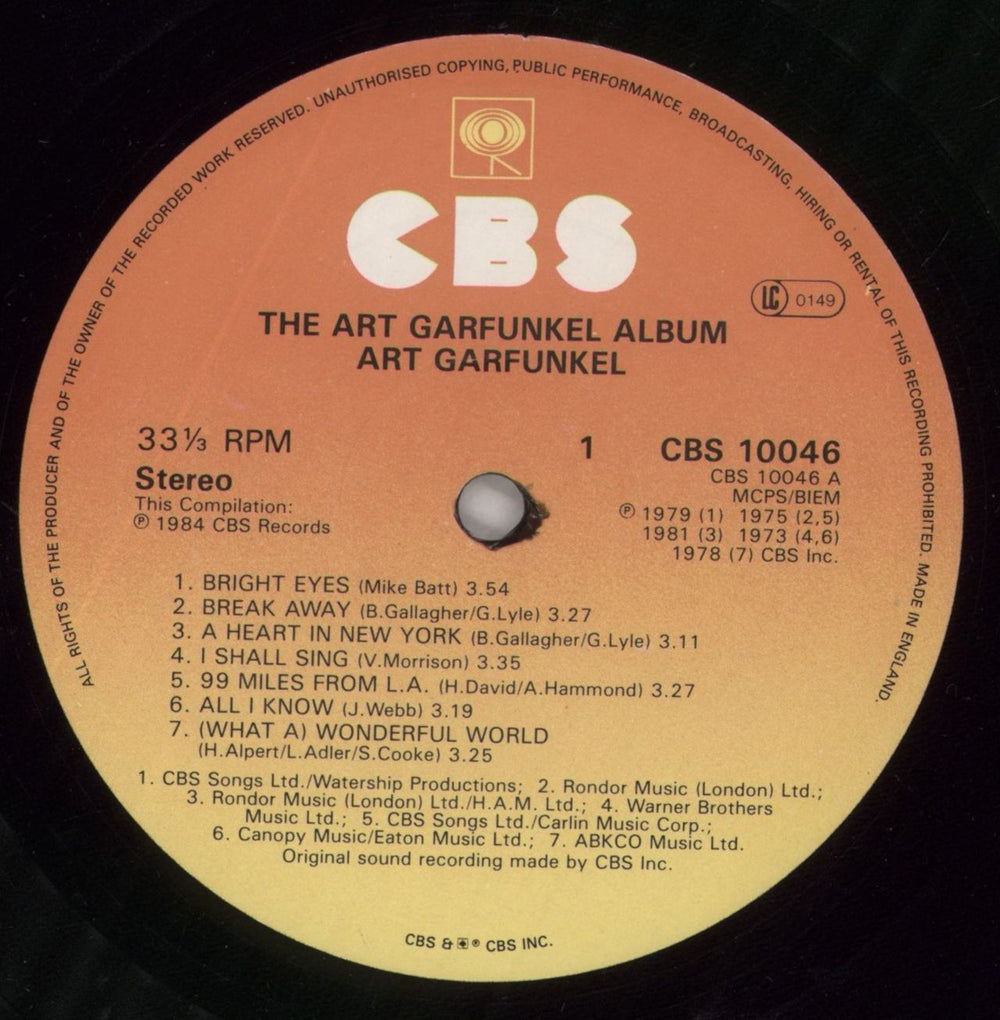 ALL RIGHTS OF THE PRODUCER AND OF THE OWNER OF THE RECORDED WORK RESERVED. UNAUTHORISED COPYING, PUBLIC PERFORMANCE, BROADCASTING, HIRING OR RENTAL OF THIS RECORDING PROHIBITED. MADE IN ENGLAND.
CBS
LC 0149
THE ART GARFUNKEL ALBUM
ART GARFUNKEL
33⅓ RPM
Stereo
This Compilation:
℗ 1984 CBS Records
1
CBS 10046
CBS 10046 A
MCPS/BIEM
℗ 1979 (1) 1975 (2,5)
1981 (3) 1973 (4,6)
1978 (7) CBS Inc.
1. BRIGHT EYES (Mike Batt) 3.54
2. BREAK AWAY (B.Gallagher/G.Lyle) 3.27
3. A HEART IN NEW YORK (B.Gallagher/G.Lyle) 3.11
4. I SHALL SING (V.Morrison) 3.35
5. 99 MILES FROM L.A. (H.David/A.Hammond) 3.27
6. ALL I KNOW (J.Webb) 3.19
7. (WHAT A) WONDERFUL WORLD
(H.Alpert/L.Adler/S.Cooke) 3.25
1. CBS Songs Ltd./Watership Productions; 2. Rondor Music (London) Ltd.;
3. Rondor Music (London) Ltd./H.A.M. Ltd.; 4. Warner Brothers
Music Ltd.; 5. CBS Songs Ltd./Carlin Music Corp.;
6. Canopy Music/Eaton Music Ltd.; 7. ABKCO Music Ltd.
Original sound recording made by CBS Inc.
CBS & ® CBS INC.